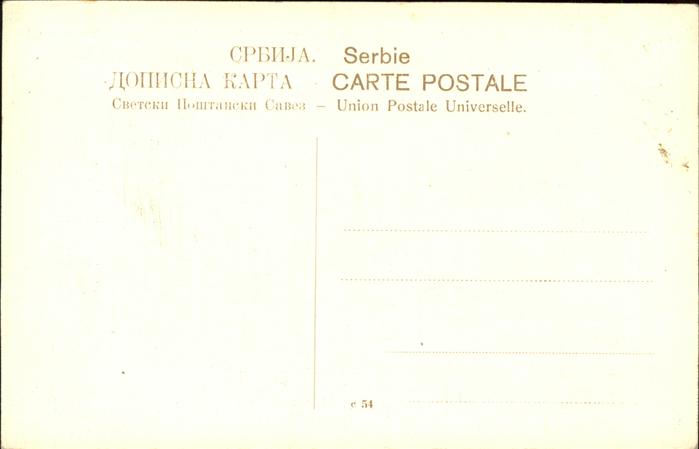 СРБИЈА. Serbie
ДОПИСНА КАРТА - CARTE POSTALE
Светски Поштански Савез – Union Postale Universelle.
c 54